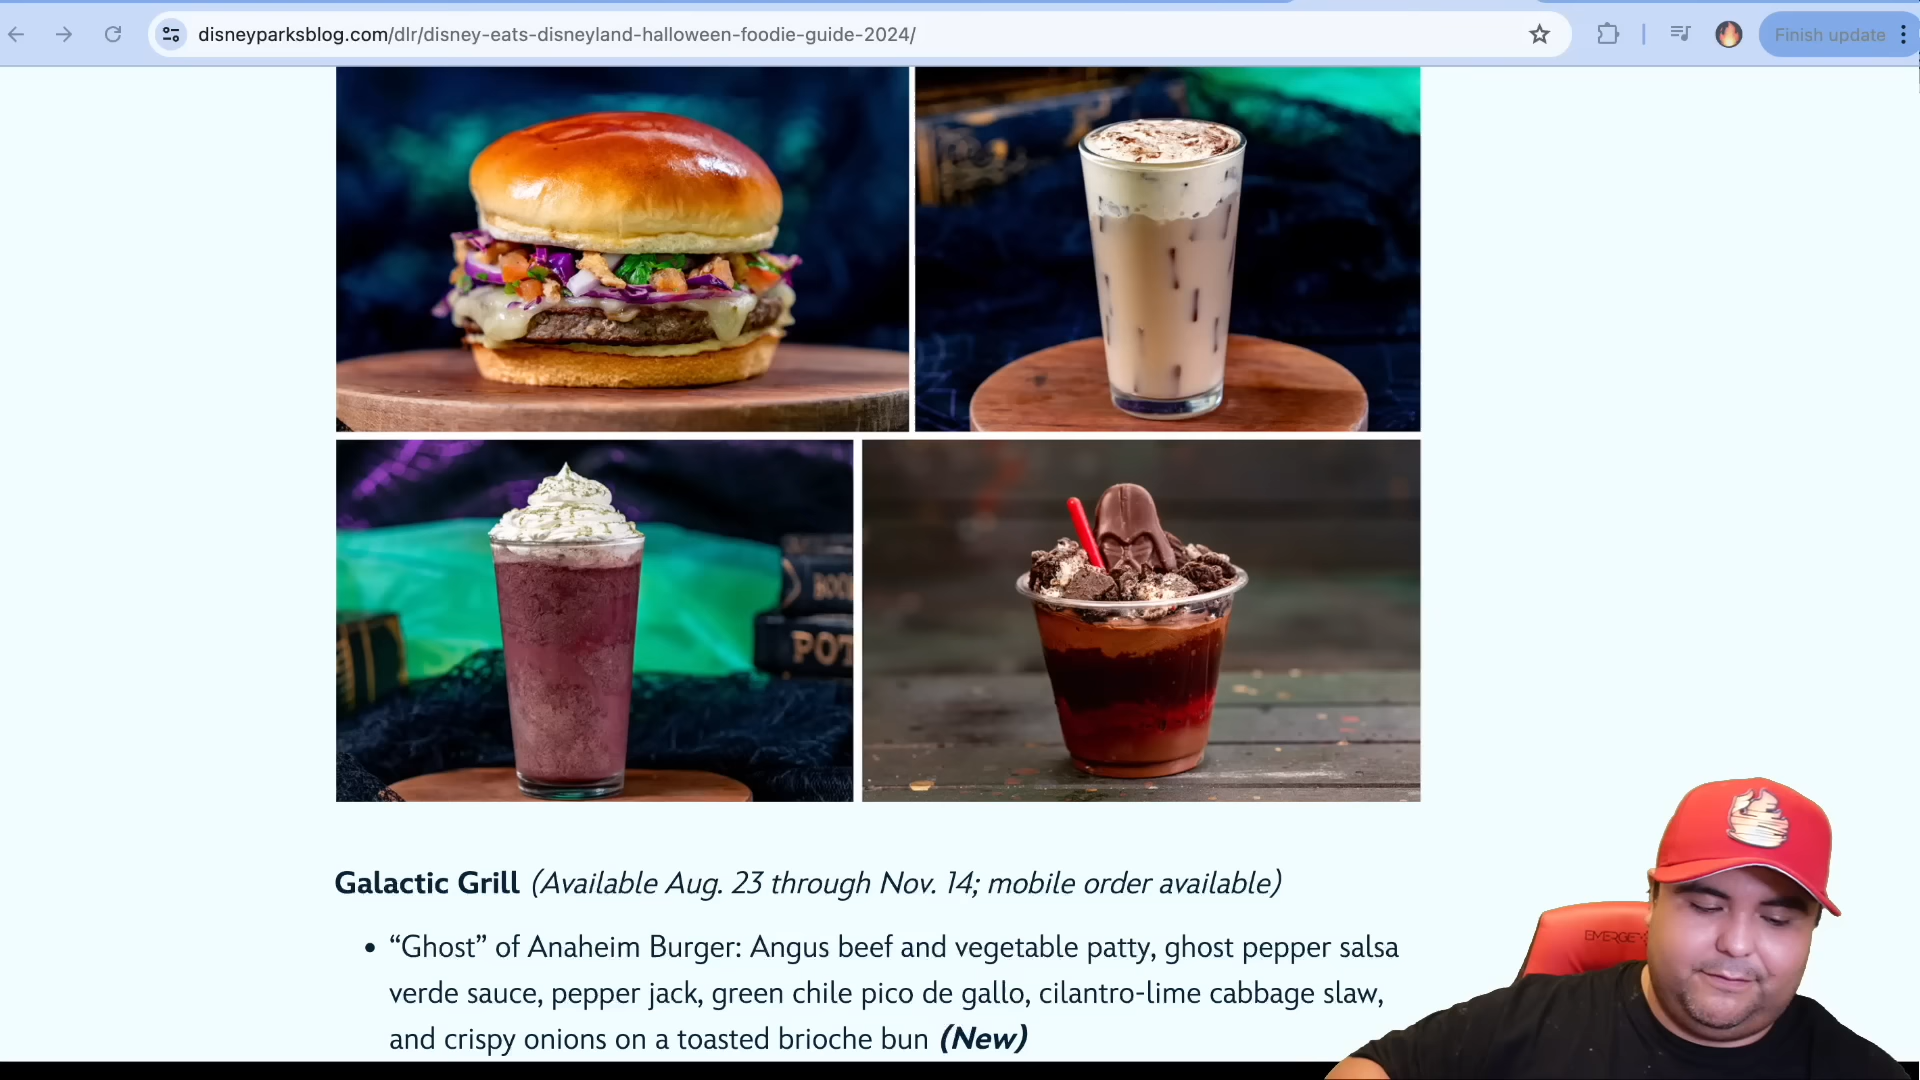 disneyparksblog.com/dlr/disney-eats-disneyland-halloween-foodie-guide-2024/
Finish update
POT
Galactic Grill (Available Aug. 23 through Nov. 14; mobile order available)
• “Ghost” of Anaheim Burger: Angus beef and vegetable patty, ghost pepper salsa
verde sauce, pepper jack, green chile pico de gallo, cilantro-lime cabbage slaw,
and crispy onions on a toasted brioche bun (New)